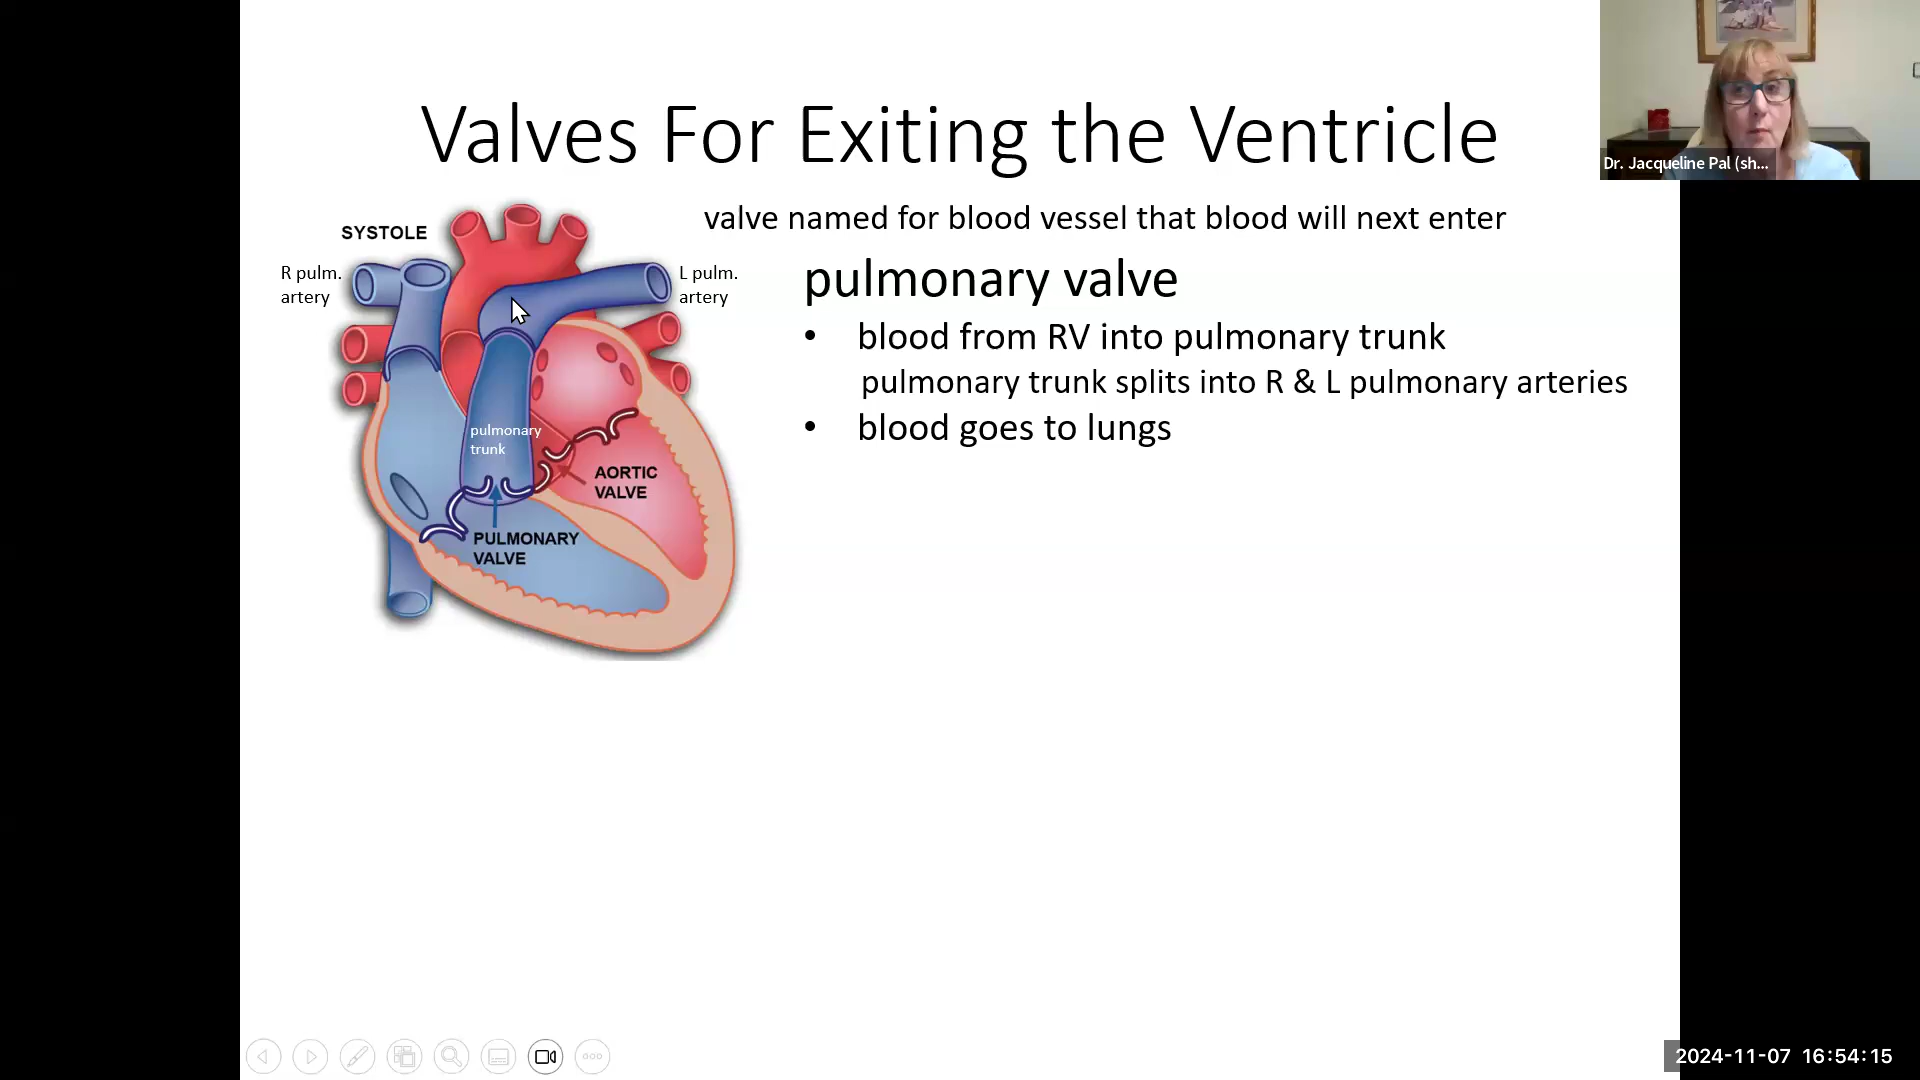 Valves For Exiting the Ventricle
valve named for blood vessel that blood will next enter
SYSTOLE
R pulm.
artery
L pulm.
artery
pulmonary
trunk
AORTIC
VALVE
PULMONARY
VALVE
pulmonary valve
• blood from RV into pulmonary trunk
pulmonary trunk splits into R & L pulmonary arteries
• blood goes to lungs
Dr. Jacqueline Pal (sh...
2024-11-07 16:54:15